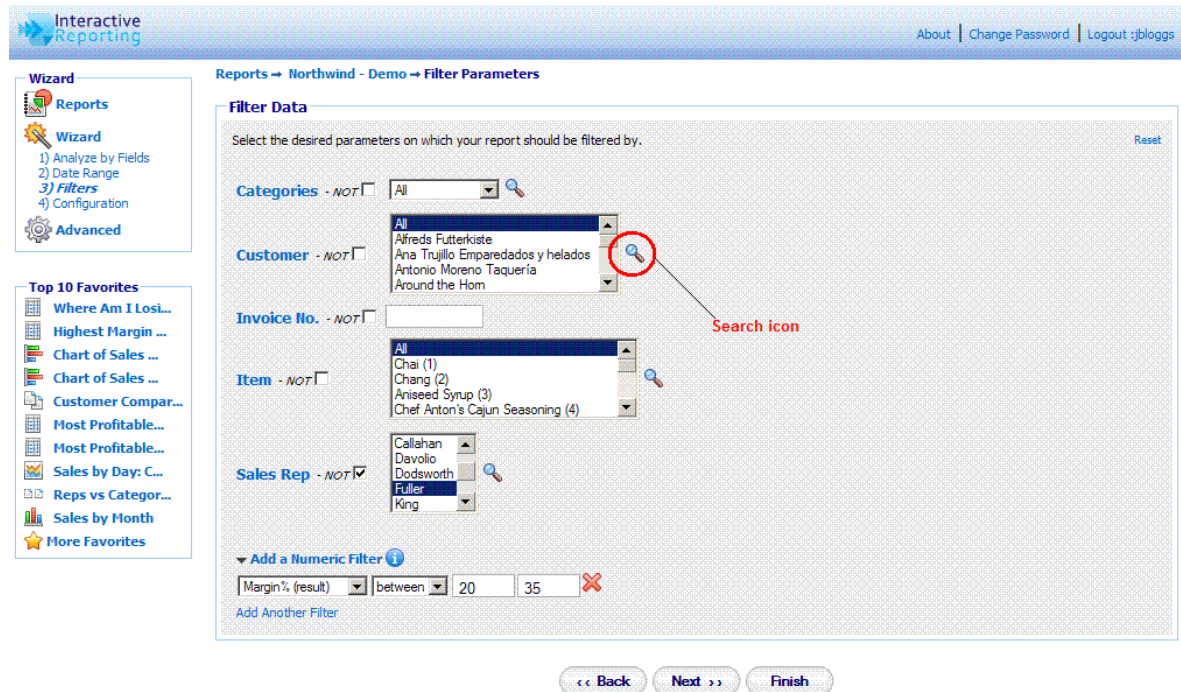 Interactive
Reporting
About | Change Password | Logout :jbloggs
Wizard
Reports
Wizard
1) Analyze by Fields
2) Date Range
3) Filters
4) Configuration
Advanced
Top 10 Favorites
Where Am I Losi...
Highest Margin ...
Chart of Sales ...
Chart of Sales ...
Customer Compar...
Most Profitable...
Most Profitable...
Sales by Day: C...
Reps vs Categor...
Sales by Month
More Favorites
Reports → Northwind - Demo → Filter Parameters
Filter Data
Select the desired parameters on which your report should be filtered by.
Reset
Categories - NOT
All
Customer - NOT
All
Alfreds Futterkiste
Ana Trujillo Emparedados y helados
Antonio Moreno Taquería
Around the Horn
Search icon
Invoice No. - NOT
Item - NOT
All
Chai (1)
Chang (2)
Aniseed Syrup (3)
Chef Anton's Cajun Seasoning (4)
Sales Rep - NOT
Callahan
Davolio
Dodsworth
Fuller
King
Add a Numeric Filter
Margin% (result) between 20 35
Add Another Filter
‹‹ Back
Next ››
Finish